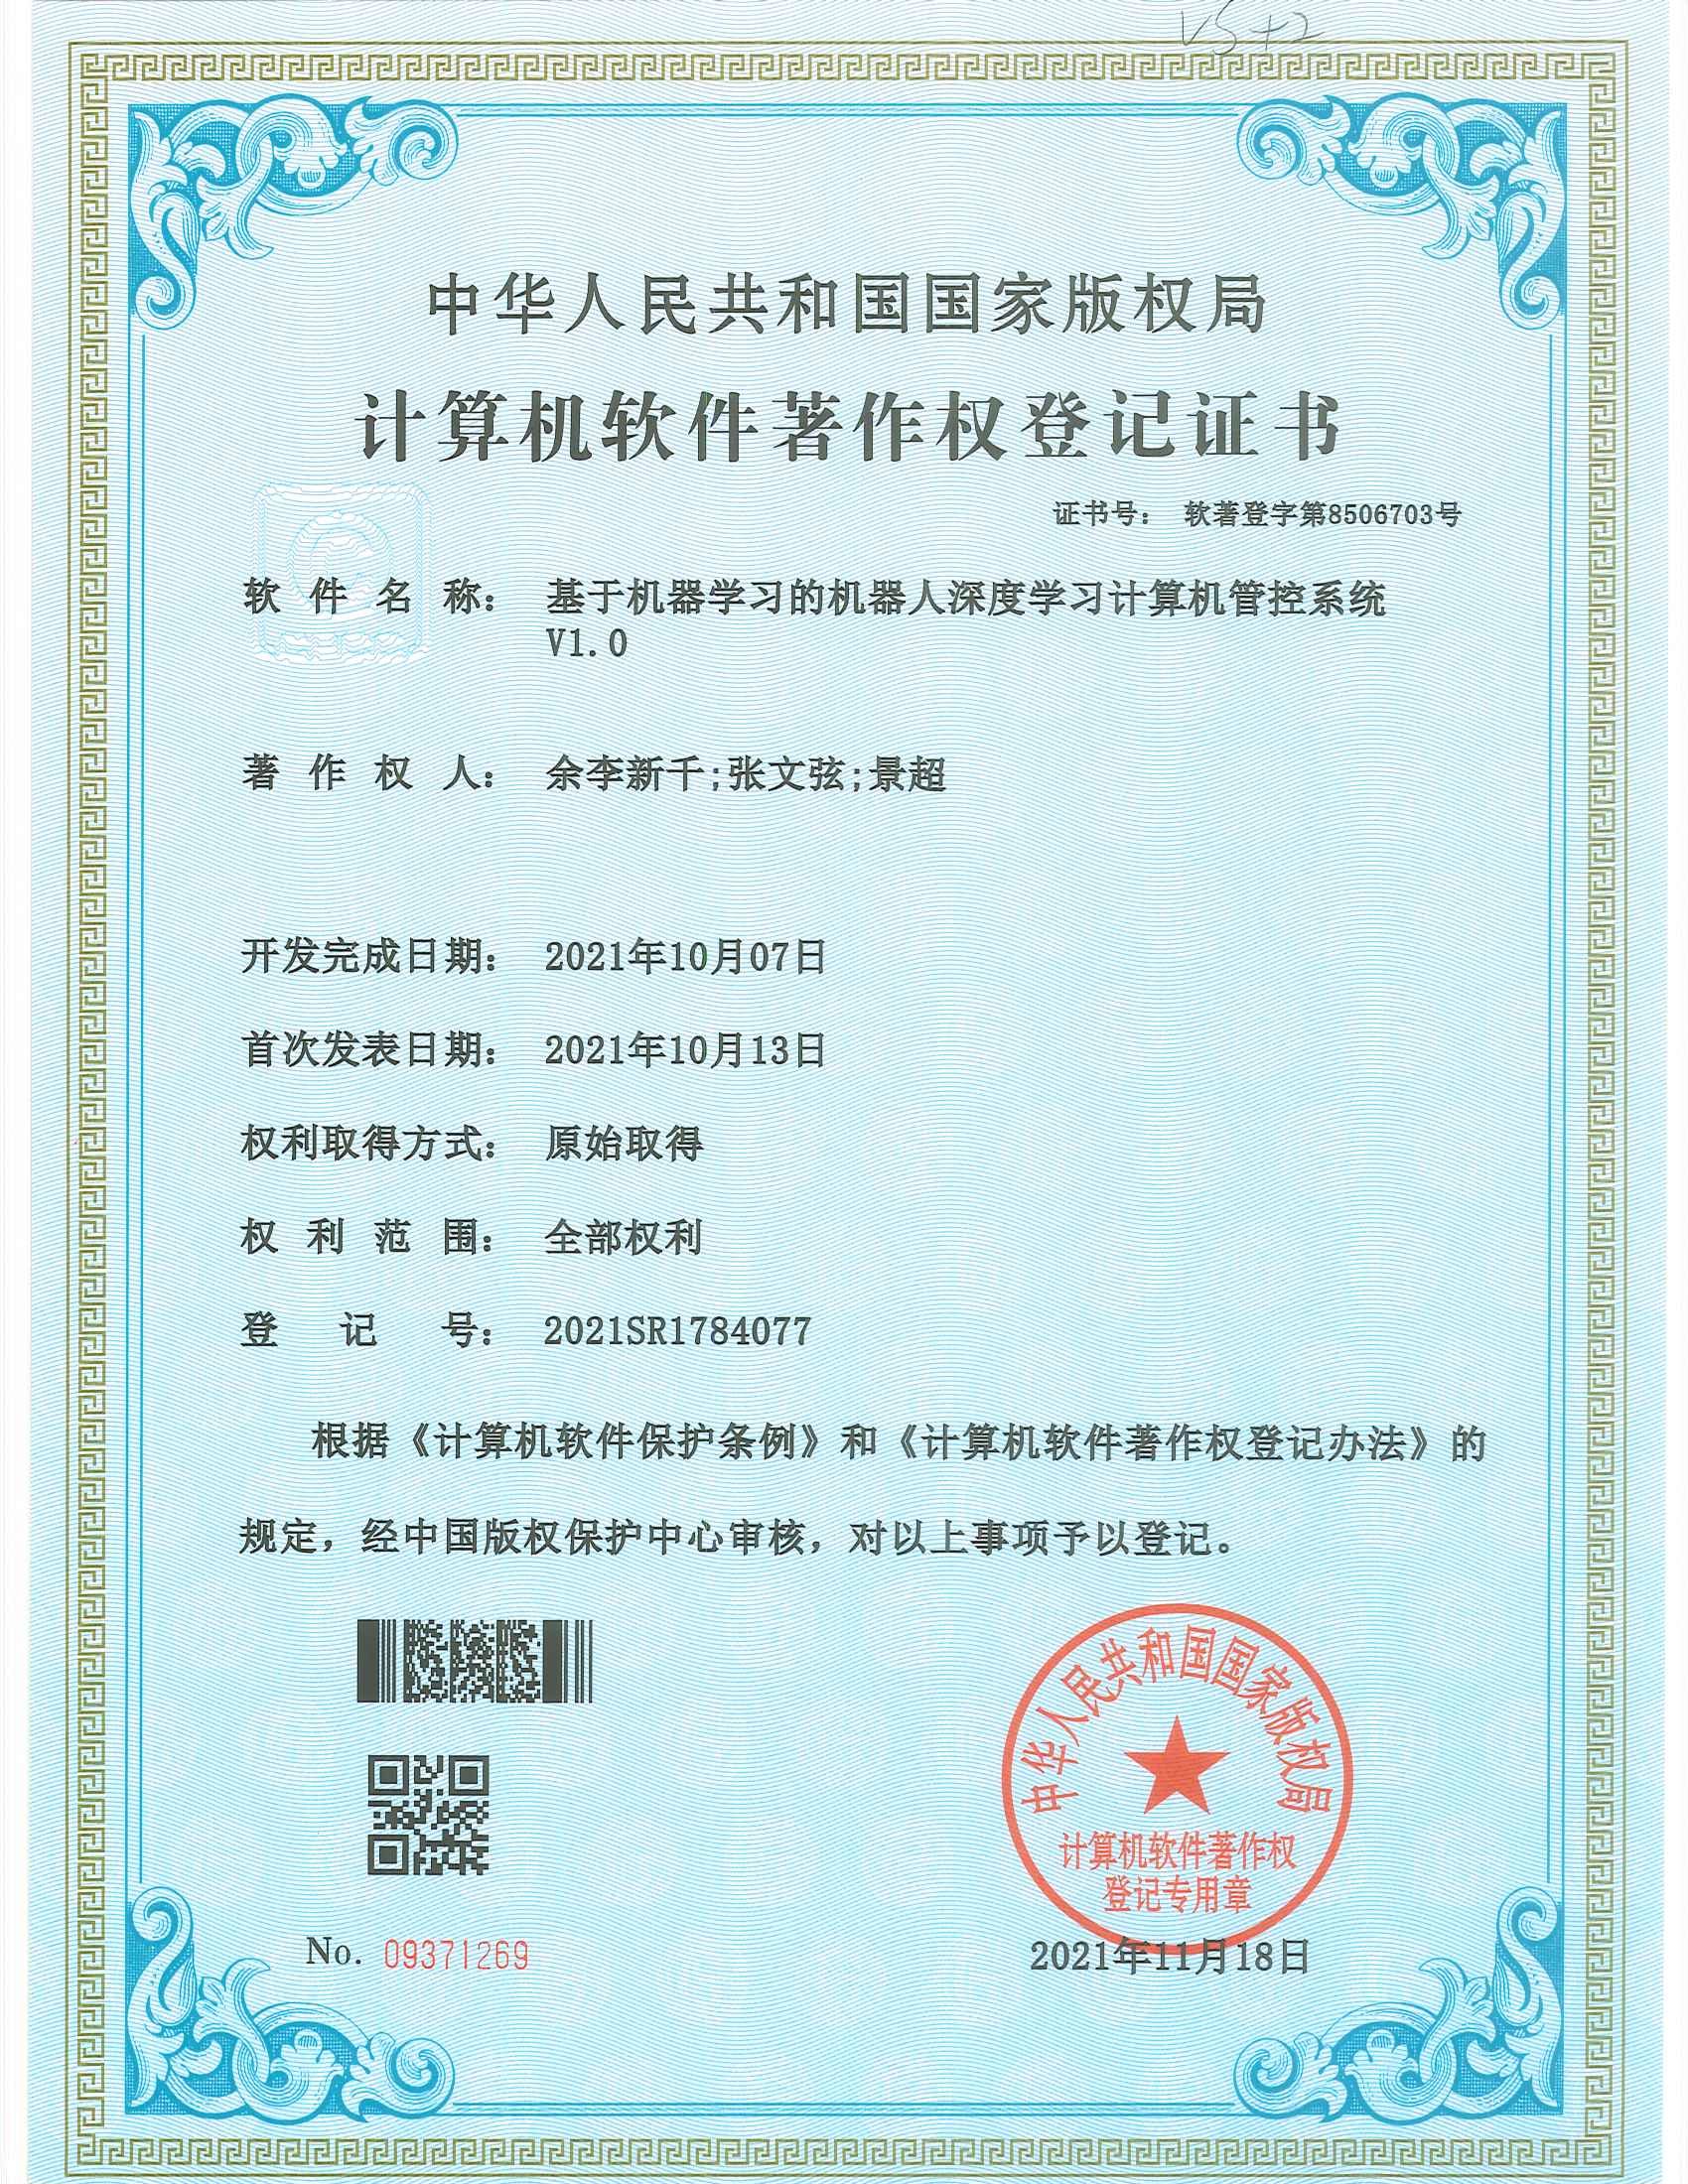 VS+2
中华人民共和国国家版权局
计算机软件著作权登记证书
证书号： 软著登字第8506703号
软件名称： 基于机器学习的机器人深度学习计算机管控系统
V1.0
著作权人： 余李新千;张文弦;景超
开发完成日期： 2021年10月07日
首次发表日期： 2021年10月13日
权利取得方式： 原始取得
权利范围： 全部权利
登记号： 2021SR1784077
根据《计算机软件保护条例》和《计算机软件著作权登记办法》的
规定，经中国版权保护中心审核，对以上事项予以登记。
中华人民共和国国家版权局
计算机软件著作权
登记专用章
No. 09371269
2021年11月18日